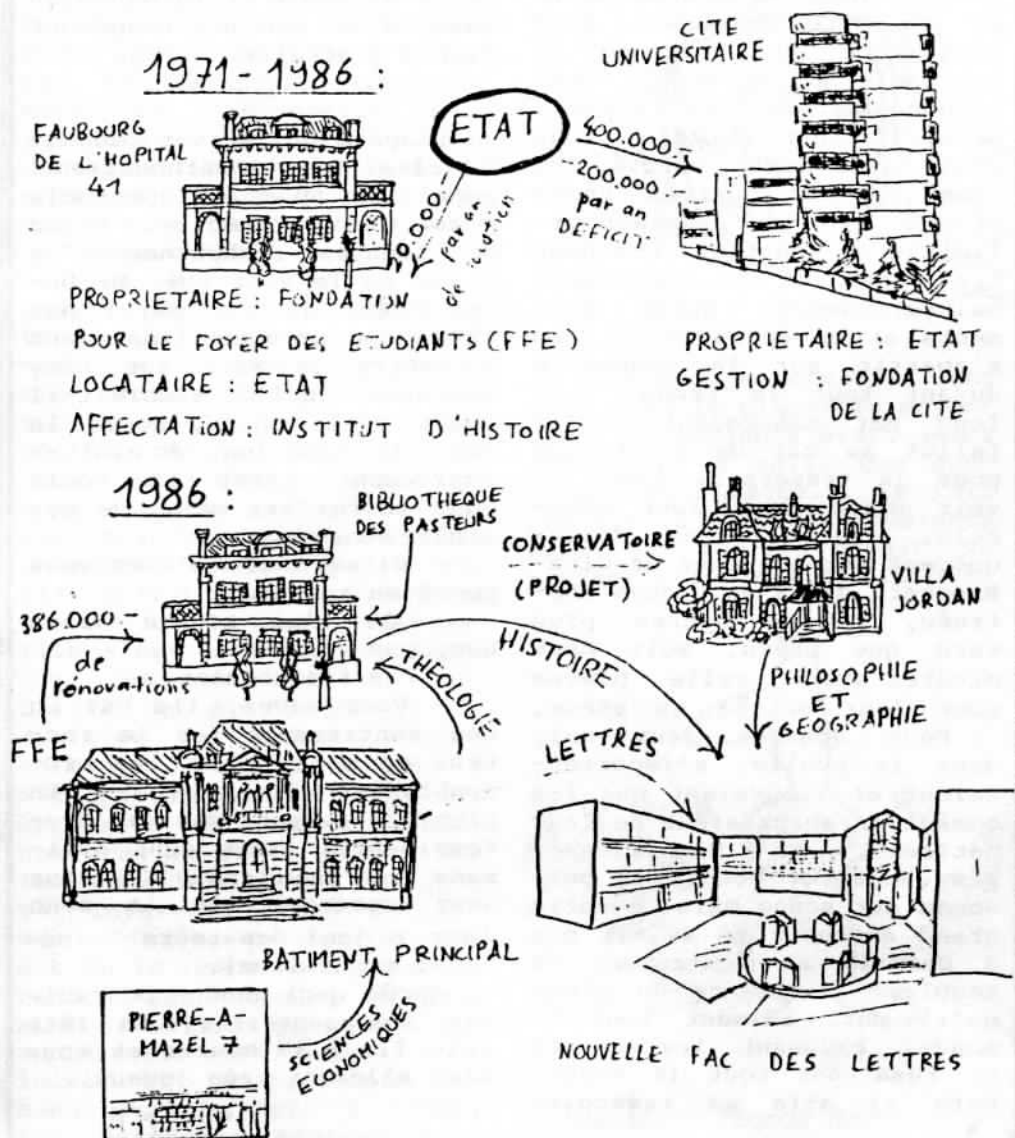 1971-1986 :
FAUBOURG
DE L'HOPITAL
41
ETAT
400.000.-
200.000.-
par an
DEFICIT
CITE
UNIVERSITAIRE
PROPRIETAIRE : FONDATION
POUR LE FOYER DES ETUDIANTS (FFE)
LOCATAIRE : ETAT
AFFECTATION : INSTITUT D'HISTOIRE
PROPRIETAIRE : ETAT
GESTION : FONDATION
DE LA CITE
1986 :
BIBLIOTHEQUE
DES PASTEURS
386.000.-
de
rénovations
FFE
THEOLOGIE
CONSERVATOIRE
(PROJET)
VILLA
JORDAN
HISTOIRE
PHILOSOPHIE
ET
GEOGRAPHIE
LETTRES
BATIMENT PRINCIPAL
PIERRE-A-
MAZEL 7
SCIENCES
ECONOMIQUES
NOUVELLE FAC DES LETTRES